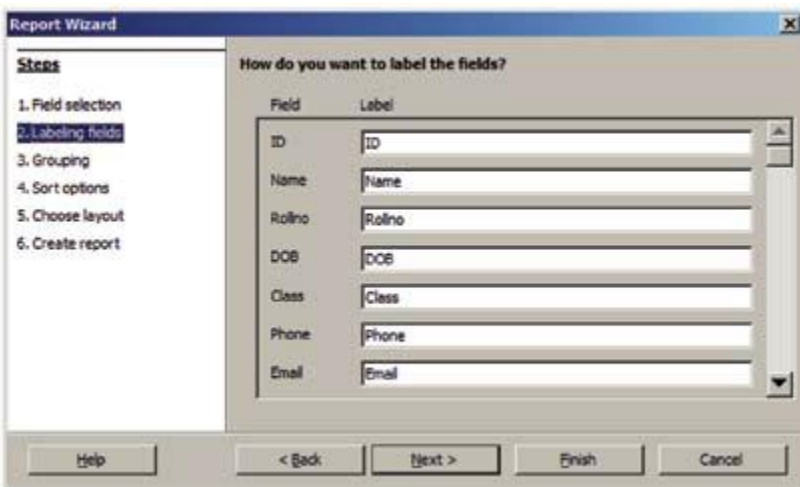 Report Wizard
Steps
1. Field selection
2. Labeling fields
3. Grouping
4. Sort options
5. Choose layout
6. Create report
How do you want to label the fields?
Field Label
ID ID
Name Name
Rollno Rollno
DOB DOB
Class Class
Phone Phone
Email Email
Help < Back Next > Finish Cancel